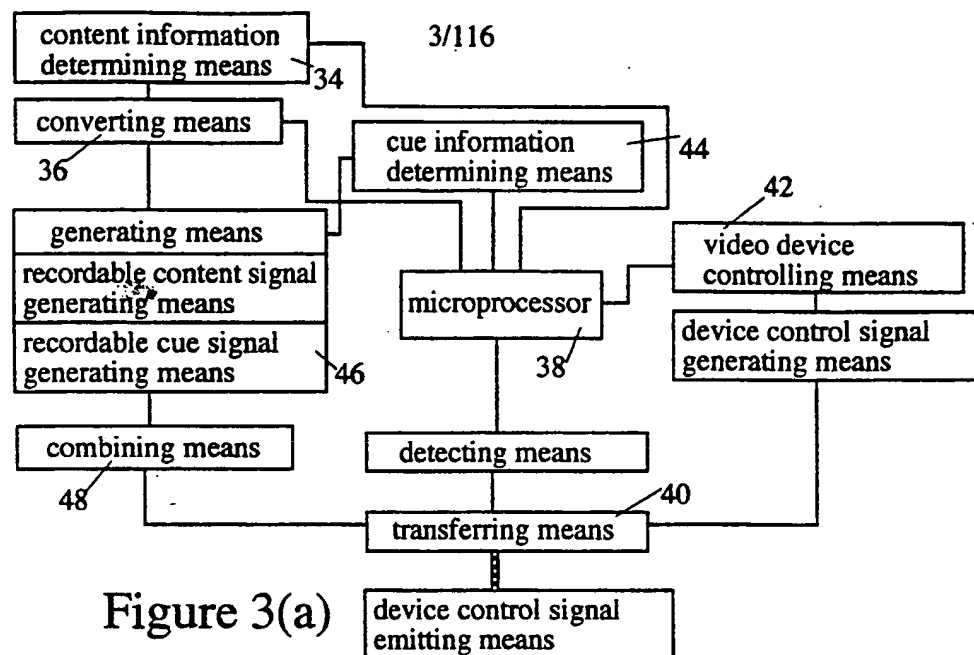 content information
determining means
34
3/116
converting means
36
cue information
determining means
44
42
generating means
recordable content signal
generating means
recordable cue signal
generating means
46
microprocessor
38
video device
controlling means
device control signal
generating means
combining means
48
detecting means
40
transferring means
Figure 3(a)
device control signal
emitting means